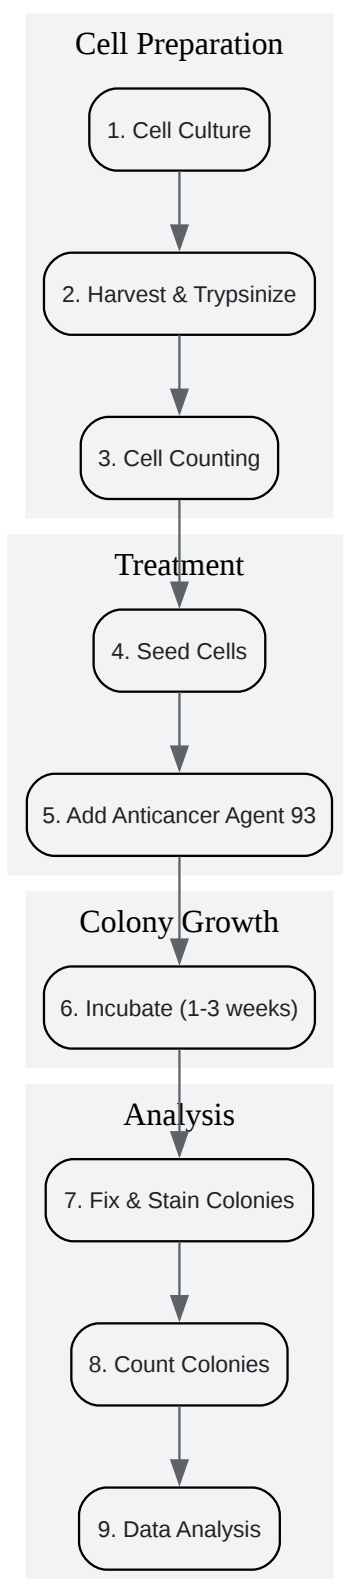 Cell Preparation
1. Cell Culture
2. Harvest & Trypsinize
3. Cell Counting
Treatment
4. Seed Cells
5. Add Anticancer Agent 93
Colony Growth
6. Incubate (1-3 weeks)
Analysis
7. Fix & Stain Colonies
8. Count Colonies
9. Data Analysis